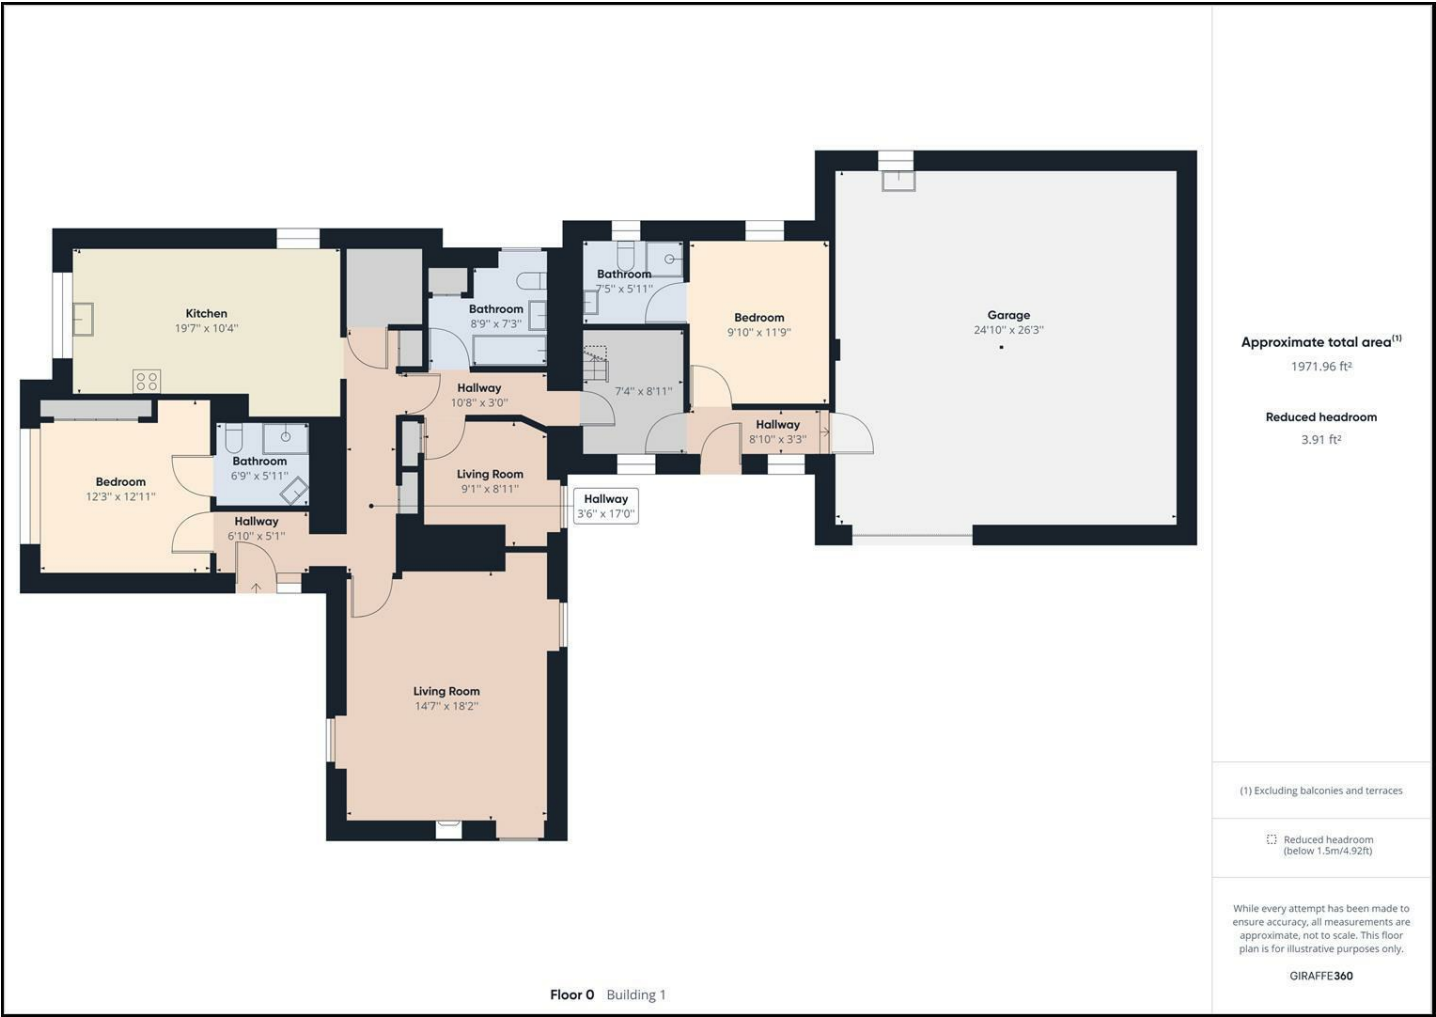 Kitchen
19'7" x 10'4"
Bathroom
8'9" x 7'3"
Bathroom
7'5" x 5'11"
Bedroom
9'10" x 11'9"
Garage
24'10" x 26'3"
Hallway
10'8" x 3'0"
7'4" x 8'11"
Hallway
8'10" x 3'3"
Bedroom
12'3" x 12'11"
Bathroom
6'9" x 5'11"
Living Room
9'1" x 8'11"
Hallway
3'6" x 17'0"
Hallway
6'10" x 5'1"
Living Room
14'7" x 18'2"
Floor 0 Building 1
Approximate total area(1)
1971.96 ft²
Reduced headroom
3.91 ft²
(1) Excluding balconies and terraces
Reduced headroom
(below 1.5m/4.92ft)
While every attempt has been made to
ensure accuracy, all measurements are
approximate, not to scale. This floor
plan is for illustrative purposes only.
GIRAFFE360